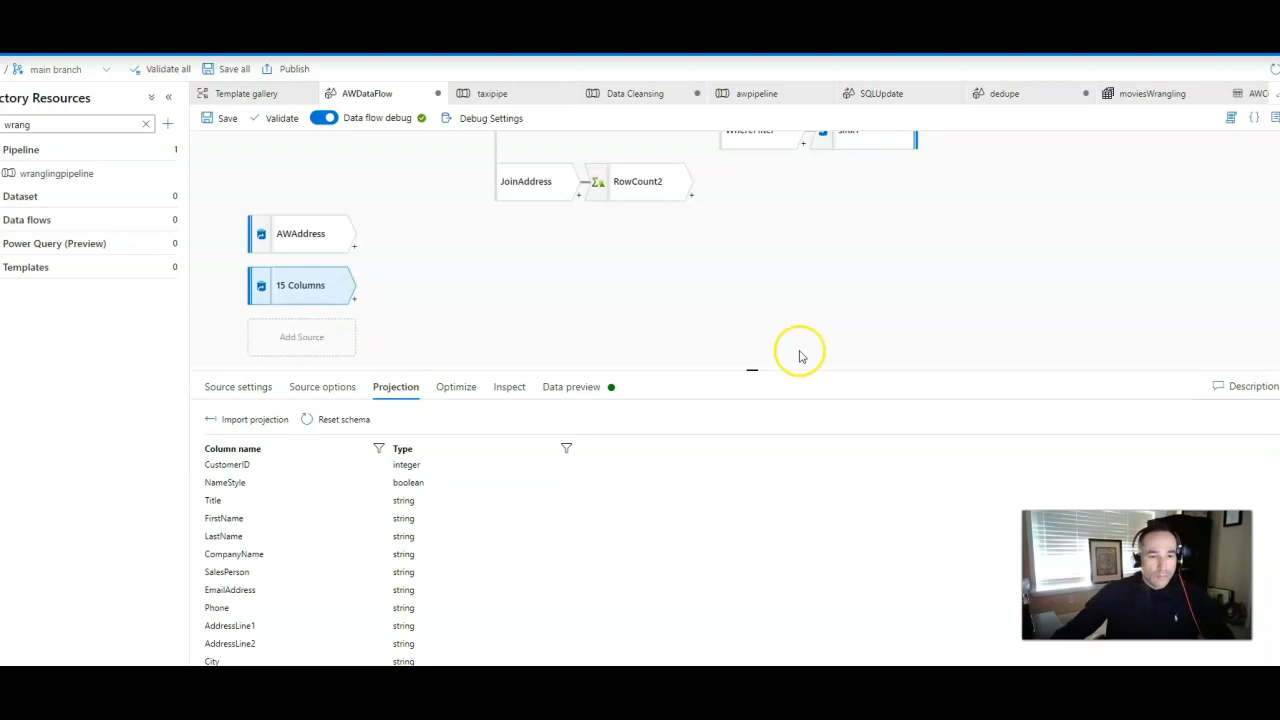 / main branch Validate all Save all Publish
ctory Resources
Template gallery AWDataFlow taxipipe Data Cleansing awpipeline SQLUpdate dedupe moviesWrangling AWC
wrang
Save Validate Data flow debug Debug Settings
Pipeline 1
wranglingpipeline
Dataset 0
Data flows 0
Power Query (Preview) 0
Templates 0
WhereFilter sink1
JoinAddress RowCount2
AWAddress
15 Columns
Add Source
Source settings Source options Projection Optimize Inspect Data preview Description
Import projection Reset schema
Column name Type
CustomerID integer
NameStyle boolean
Title string
FirstName string
LastName string
CompanyName string
SalesPerson string
EmailAddress string
Phone string
AddressLine1 string
AddressLine2 string
City string